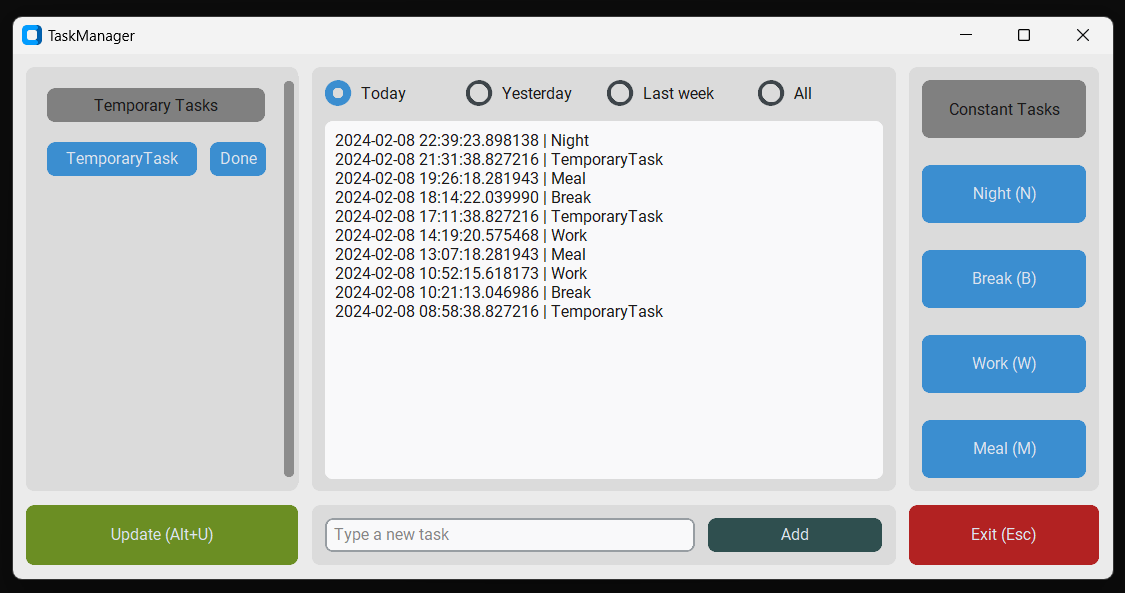 TaskManager
Temporary Tasks
TemporaryTask Done
Today Yesterday Last week All
2024-02-08 22:39:23.898138 | Night
2024-02-08 21:31:38.827216 | TemporaryTask
2024-02-08 19:26:18.281943 | Meal
2024-02-08 18:14:22.039990 | Break
2024-02-08 17:11:38.827216 | TemporaryTask
2024-02-08 14:19:20.575468 | Work
2024-02-08 13:07:18.281943 | Meal
2024-02-08 10:52:15.618173 | Work
2024-02-08 10:21:13.046986 | Break
2024-02-08 08:58:38.827216 | TemporaryTask
Constant Tasks
Night (N)
Break (B)
Work (W)
Meal (M)
Update (Alt+U)
Type a new task
Add
Exit (Esc)